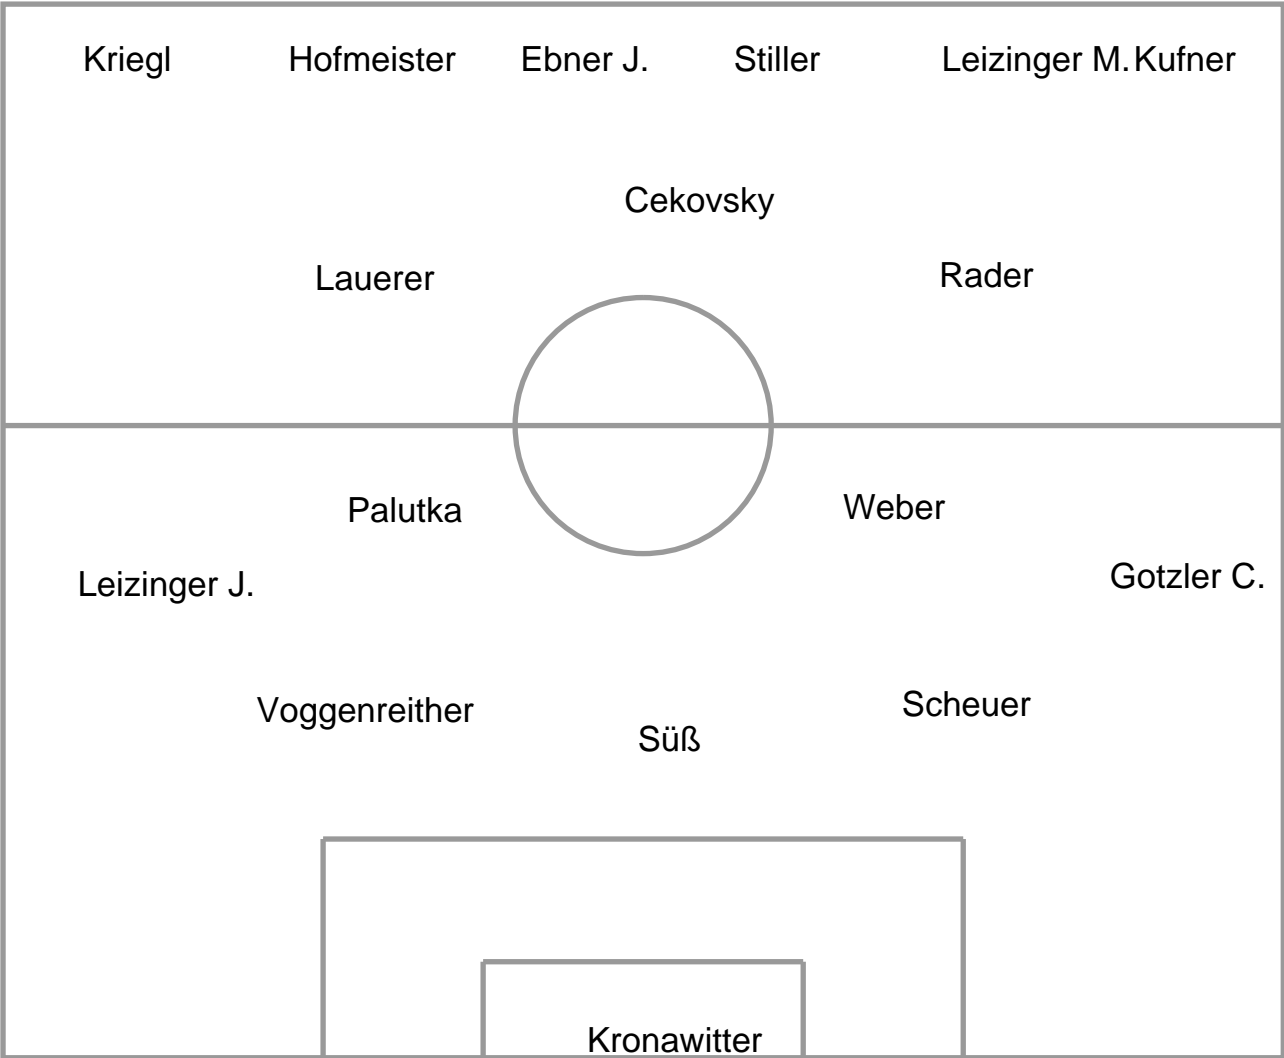 Kriegl Hofmeister Ebner J. Stiller Leizinger M. Kufner
Cekovsky
Lauerer Rader
Palutka Weber
Leizinger J. Gotzler C.
Voggenreither Scheuer
Süß
Kronawitter